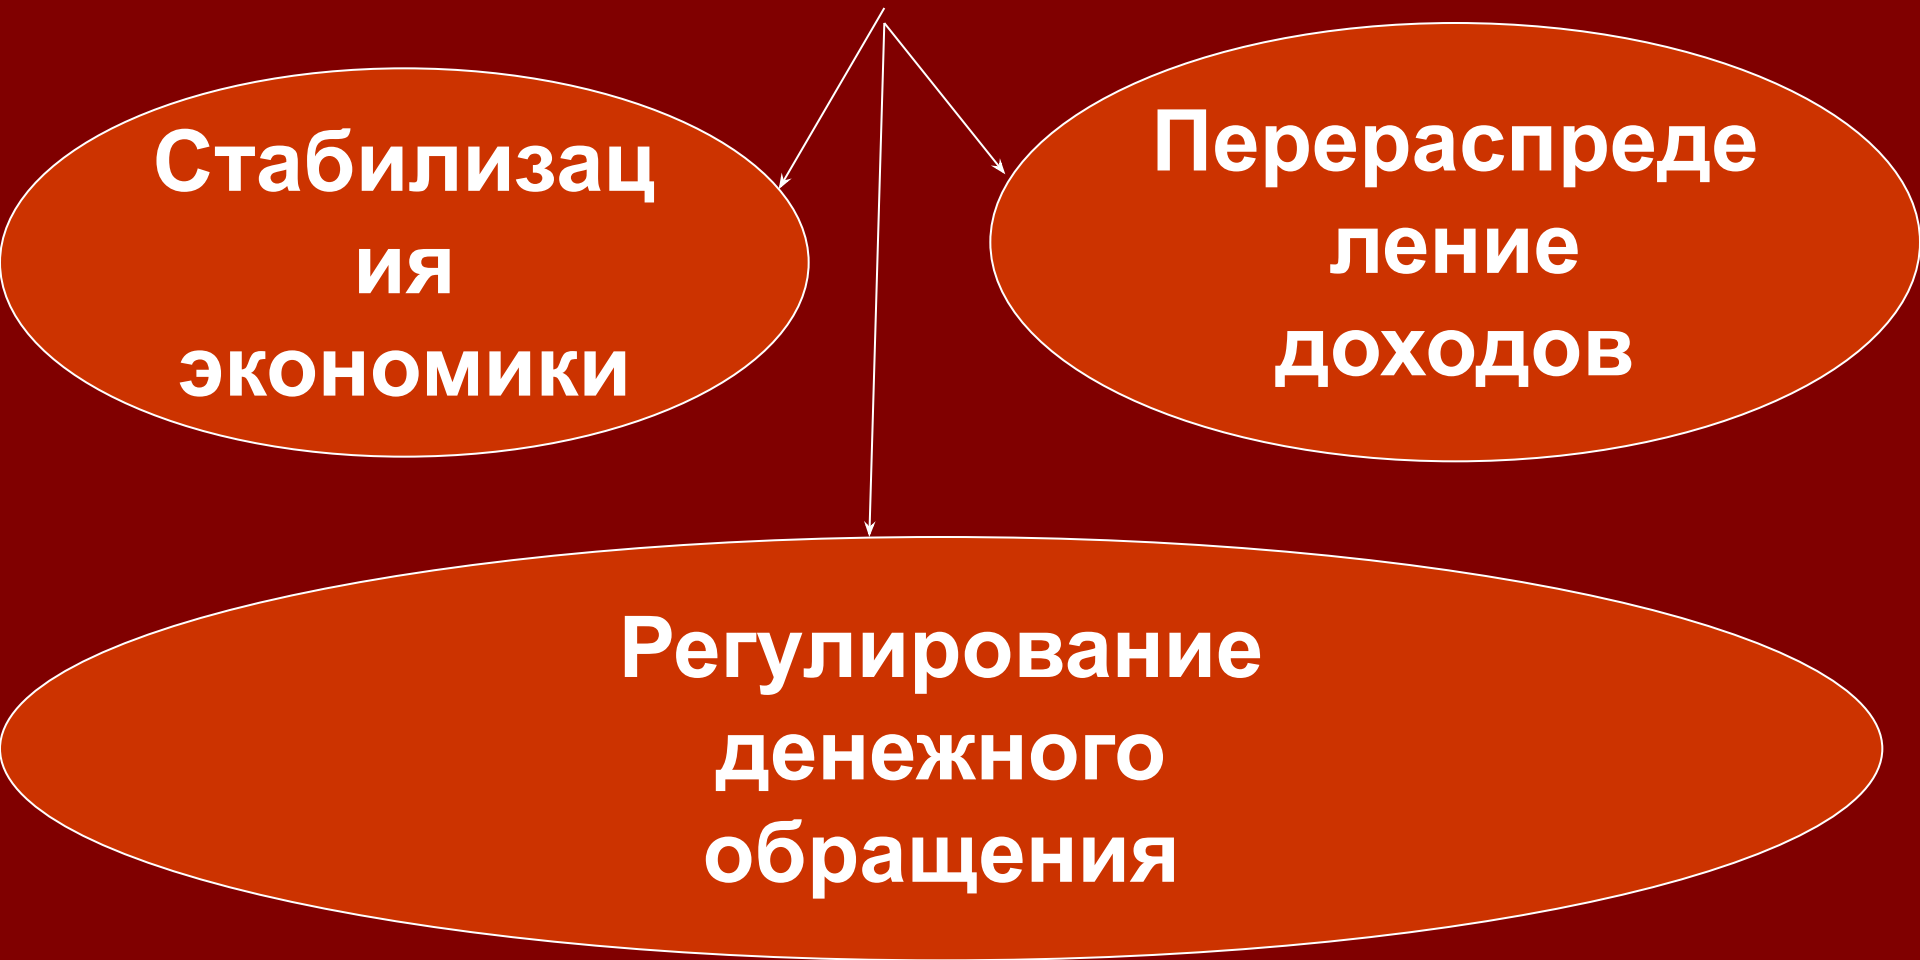 Стабилизац
ия
экономики
Перераспреде
ление
доходов
Регулирование
денежного
обращения